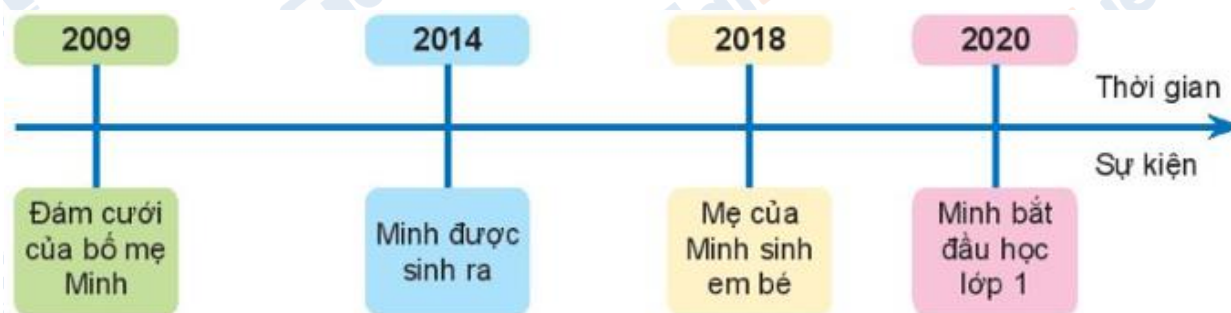 2009
2014
2018
2020
Thời gian
Sự kiện
Đám cưới
của bố mẹ
Minh
Minh được
sinh ra
Mẹ của
Minh sinh
em bé
Minh bắt
đầu học
lớp 1